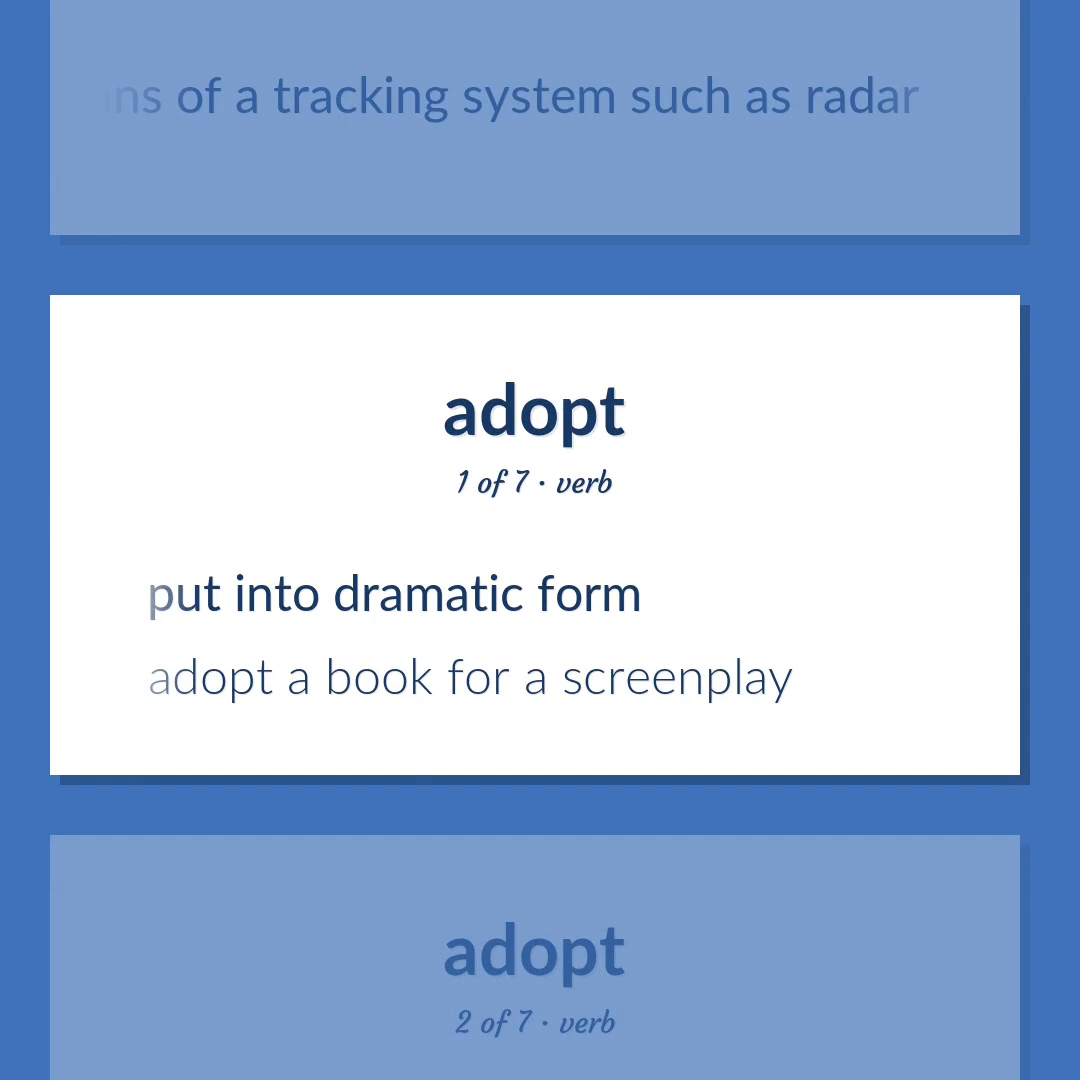 of a tracking system such as radar
adopt
1 of 7 · verb
put into dramatic form
adopt a book for a screenplay
adopt
2 of 7 · verb